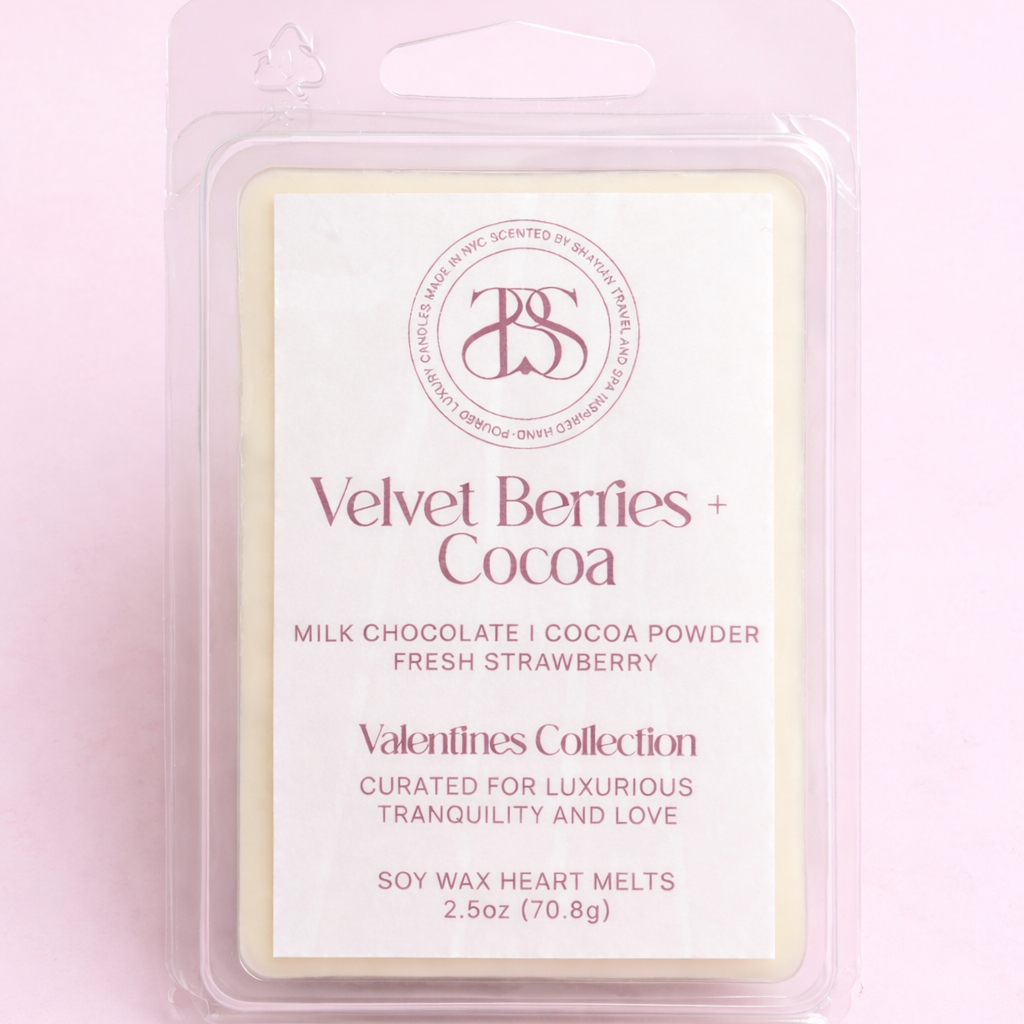 HAND-POURED LUXURY CANDLES MADE IN NYC SCENTED BY SHAYIAN TRAVEL AND SPA INSPIRED
Velvet Berries +
Cocoa
MILK CHOCOLATE | COCOA POWDER
FRESH STRAWBERRY
Valentines Collection
CURATED FOR LUXURIOUS
TRANQUILITY AND LOVE
SOY WAX HEART MELTS
2.5oz (70.8g)